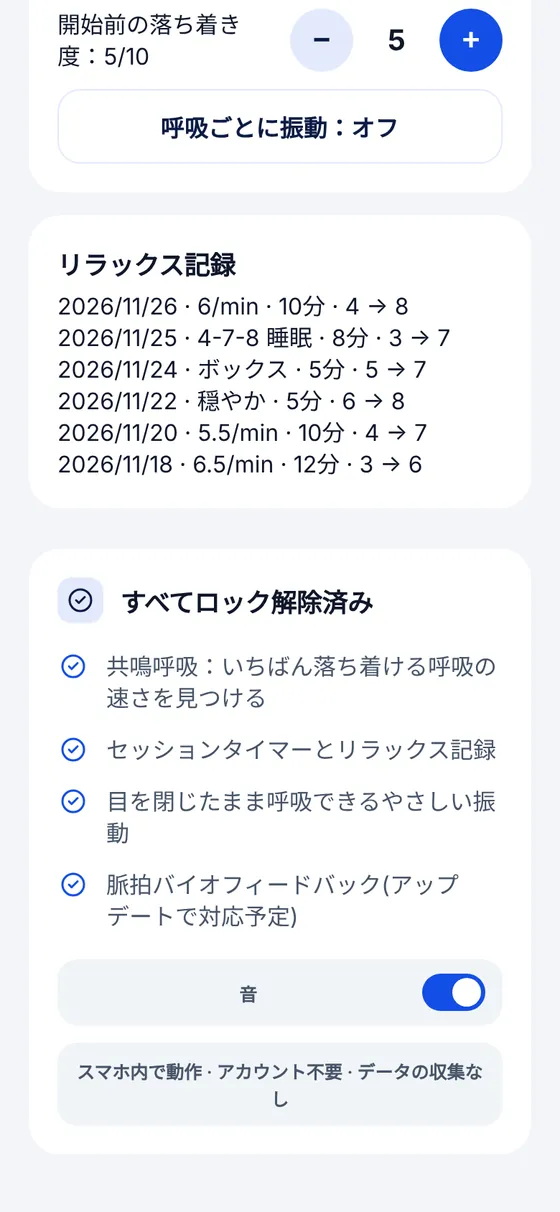 開始前の落ち着き
度：5/10
−
5
+
呼吸ごとに振動：オフ
リラックス記録
2026/11/26 · 6/min · 10分 · 4 → 8
2026/11/25 · 4-7-8 睡眠 · 8分 · 3 → 7
2026/11/24 · ボックス · 5分 · 5 → 7
2026/11/22 · 穏やか · 5分 · 6 → 8
2026/11/20 · 5.5/min · 10分 · 4 → 7
2026/11/18 · 6.5/min · 12分 · 3 → 6
すべてロック解除済み
共鳴呼吸：いちばん落ち着ける呼吸の
速さを見つける
セッションタイマーとリラックス記録
目を閉じたまま呼吸できるやさしい振
動
脈拍バイオフィードバック(アップ
デートで対応予定)
音
スマホ内で動作 · アカウント不要 · データの収集な
し